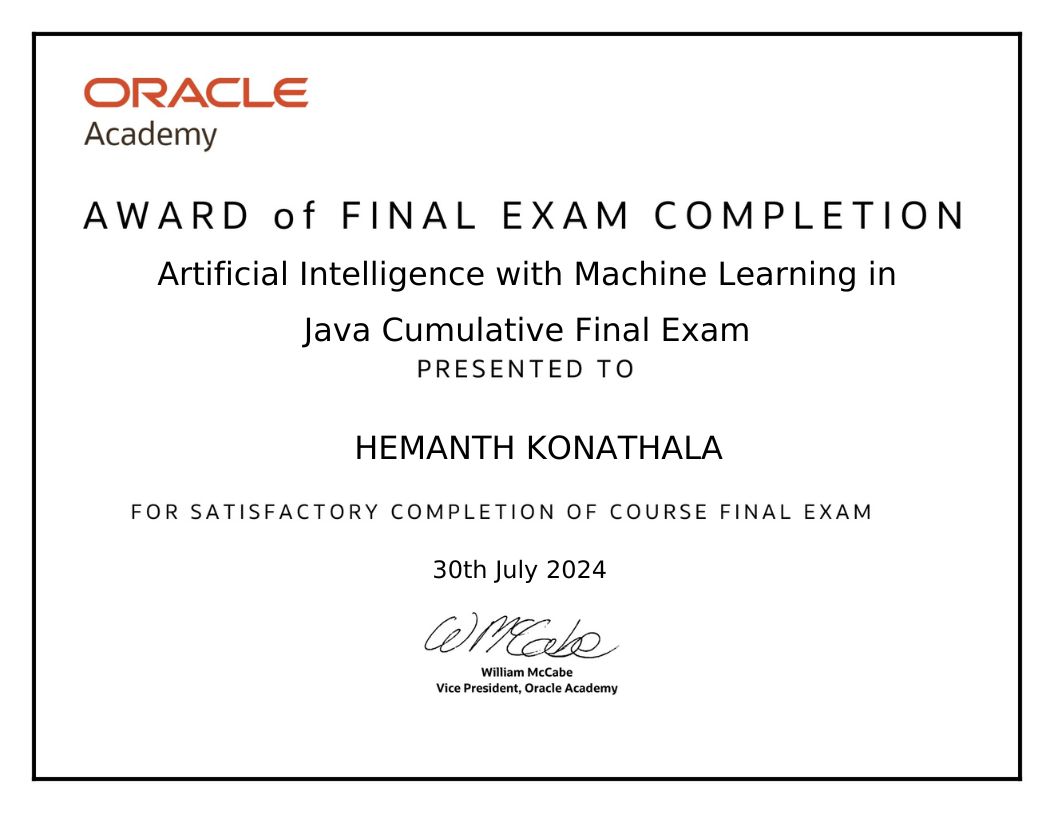 ORACLE
Academy
AWARD of FINAL EXAM COMPLETION
Artificial Intelligence with Machine Learning in
Java Cumulative Final Exam
PRESENTED TO
HEMANTH KONATHALA
FOR SATISFACTORY COMPLETION OF COURSE FINAL EXAM
30th July 2024
WMcCabe
William McCabe
Vice President, Oracle Academy